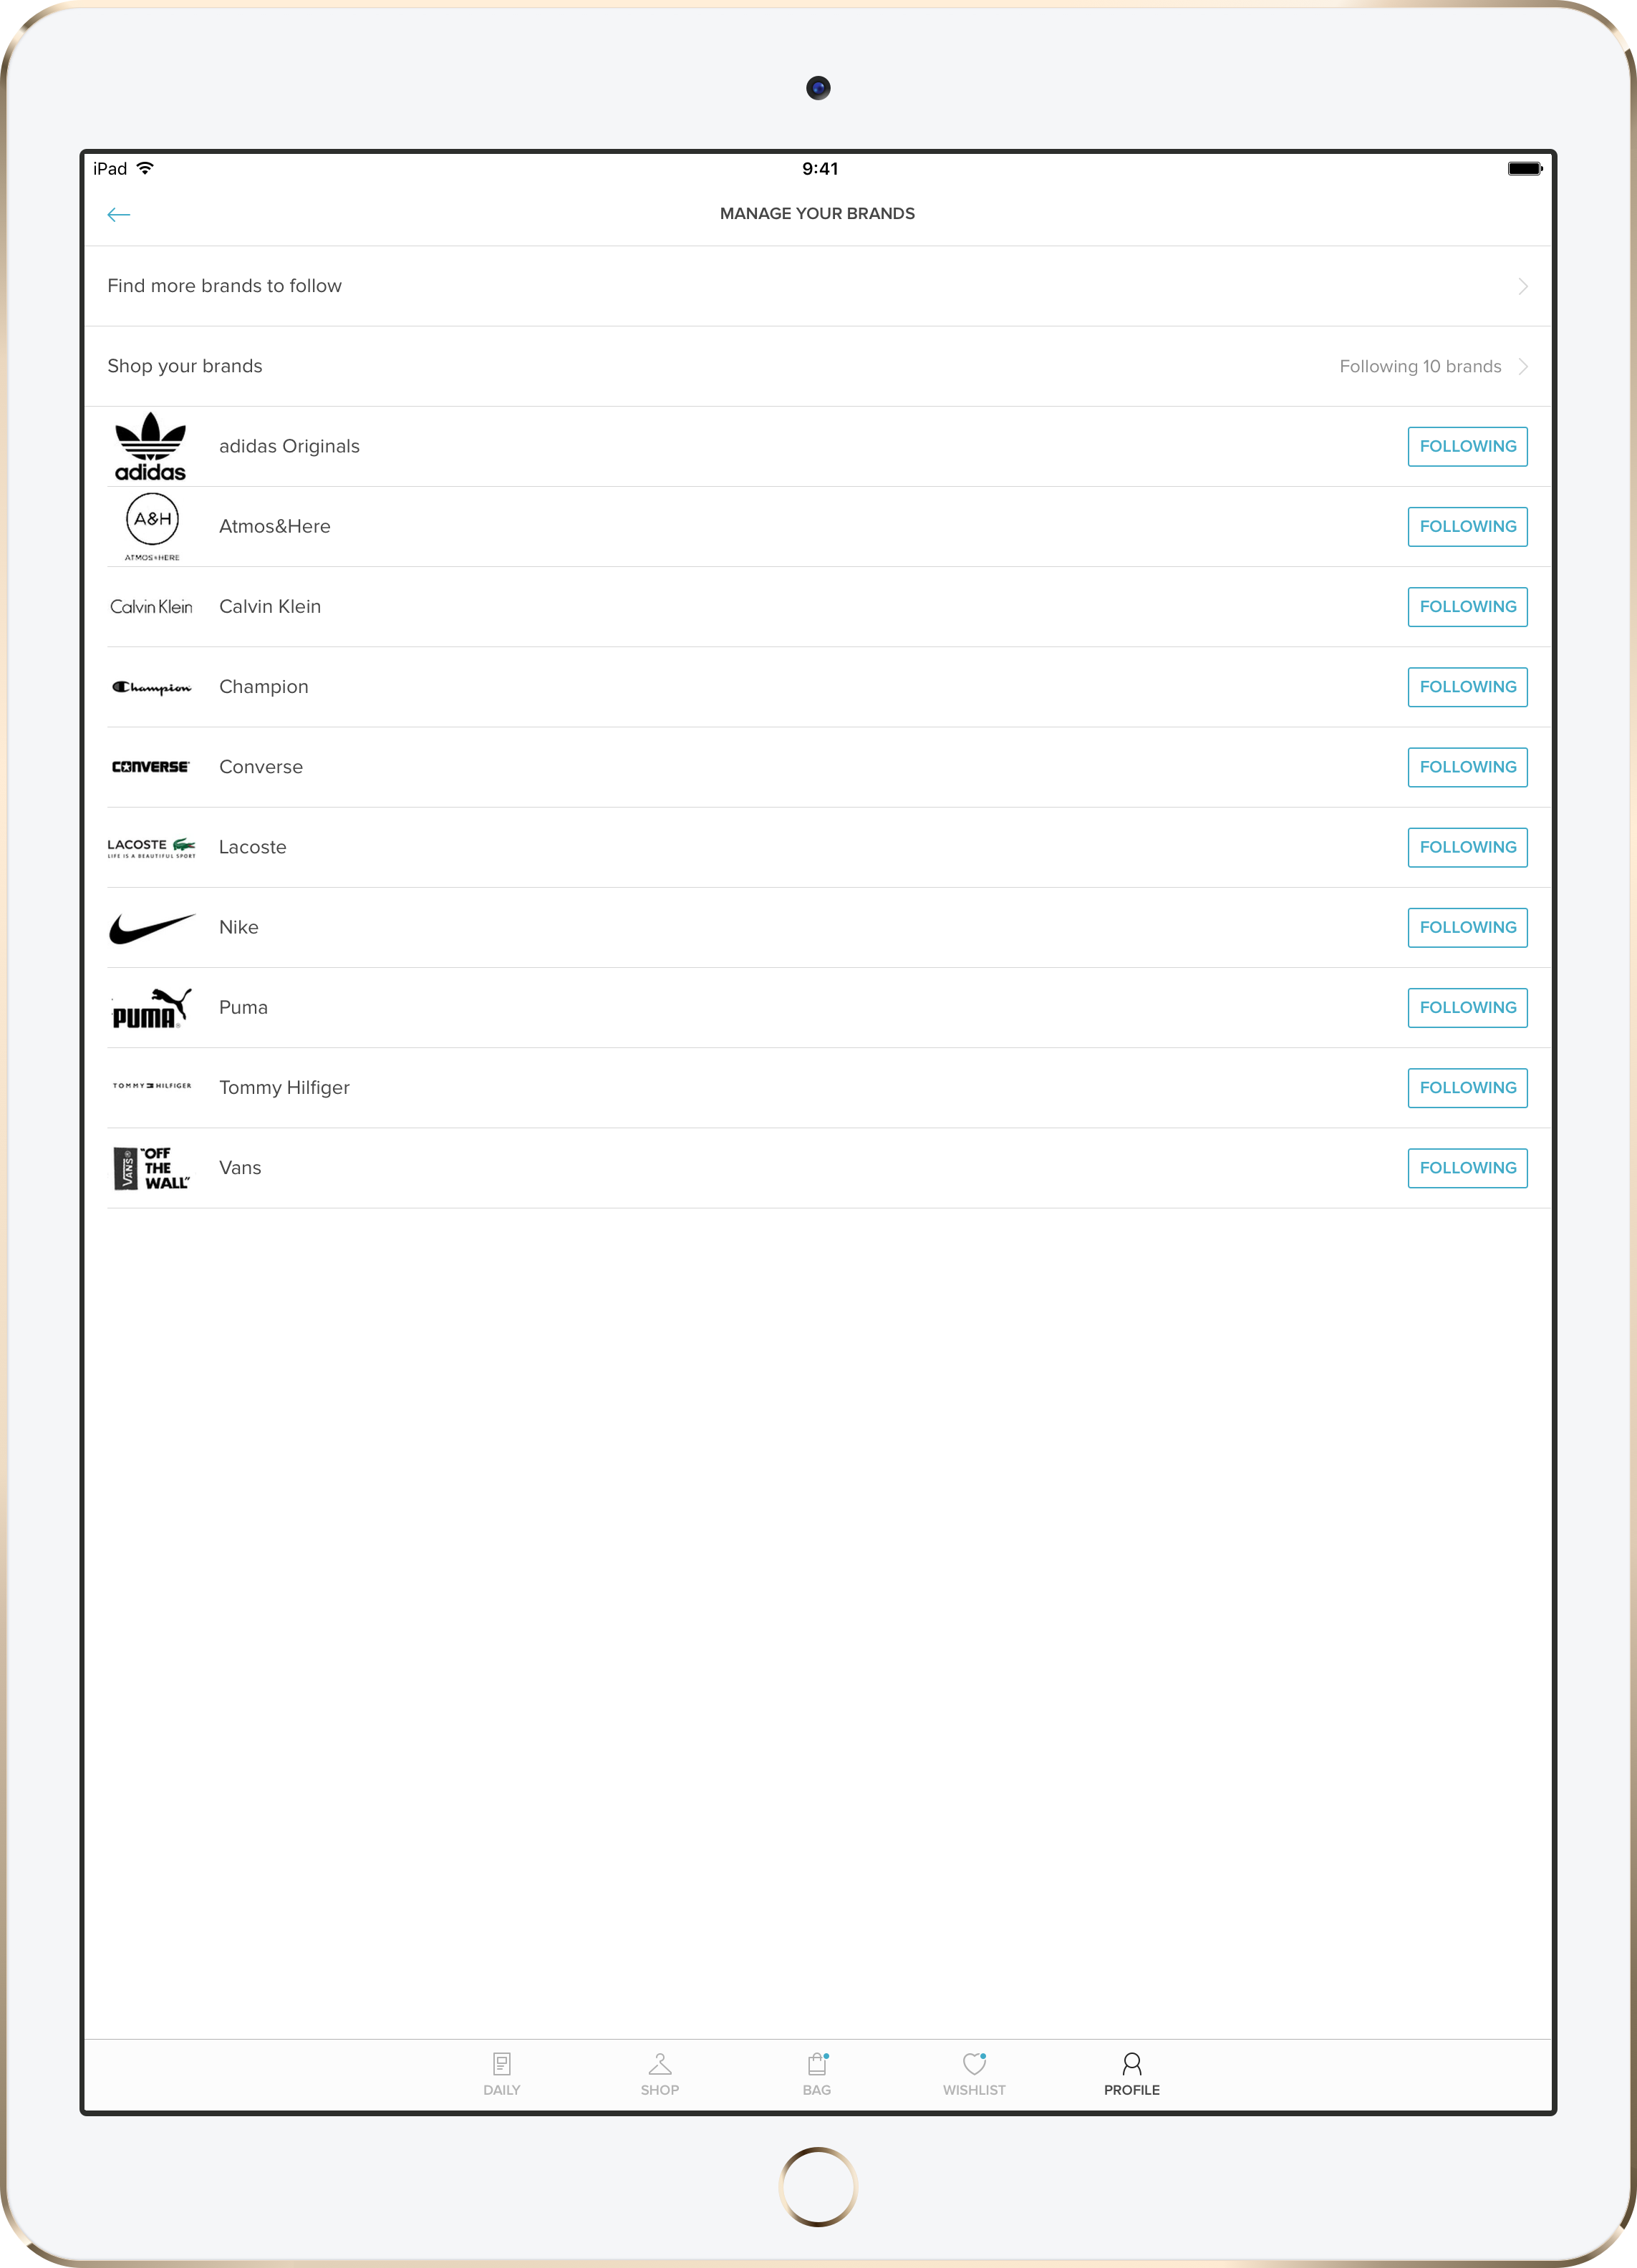 iPad 9:41
MANAGE YOUR BRANDS
Find more brands to follow
Shop your brands Following 10 brands
adidas
adidas Originals FOLLOWING
A&H
ATMOS+HERE
Atmos&Here FOLLOWING
Calvin Klein Calvin Klein FOLLOWING
Champion Champion FOLLOWING
CONVERSE Converse FOLLOWING
LACOSTE
LIFE IS A BEAUTIFUL SPORT
Lacoste FOLLOWING
Nike FOLLOWING
PUMA® Puma FOLLOWING
TOMMY HILFIGER Tommy Hilfiger FOLLOWING
VANS®
"OFF
THE
WALL"
Vans FOLLOWING
DAILY SHOP BAG WISHLIST PROFILE